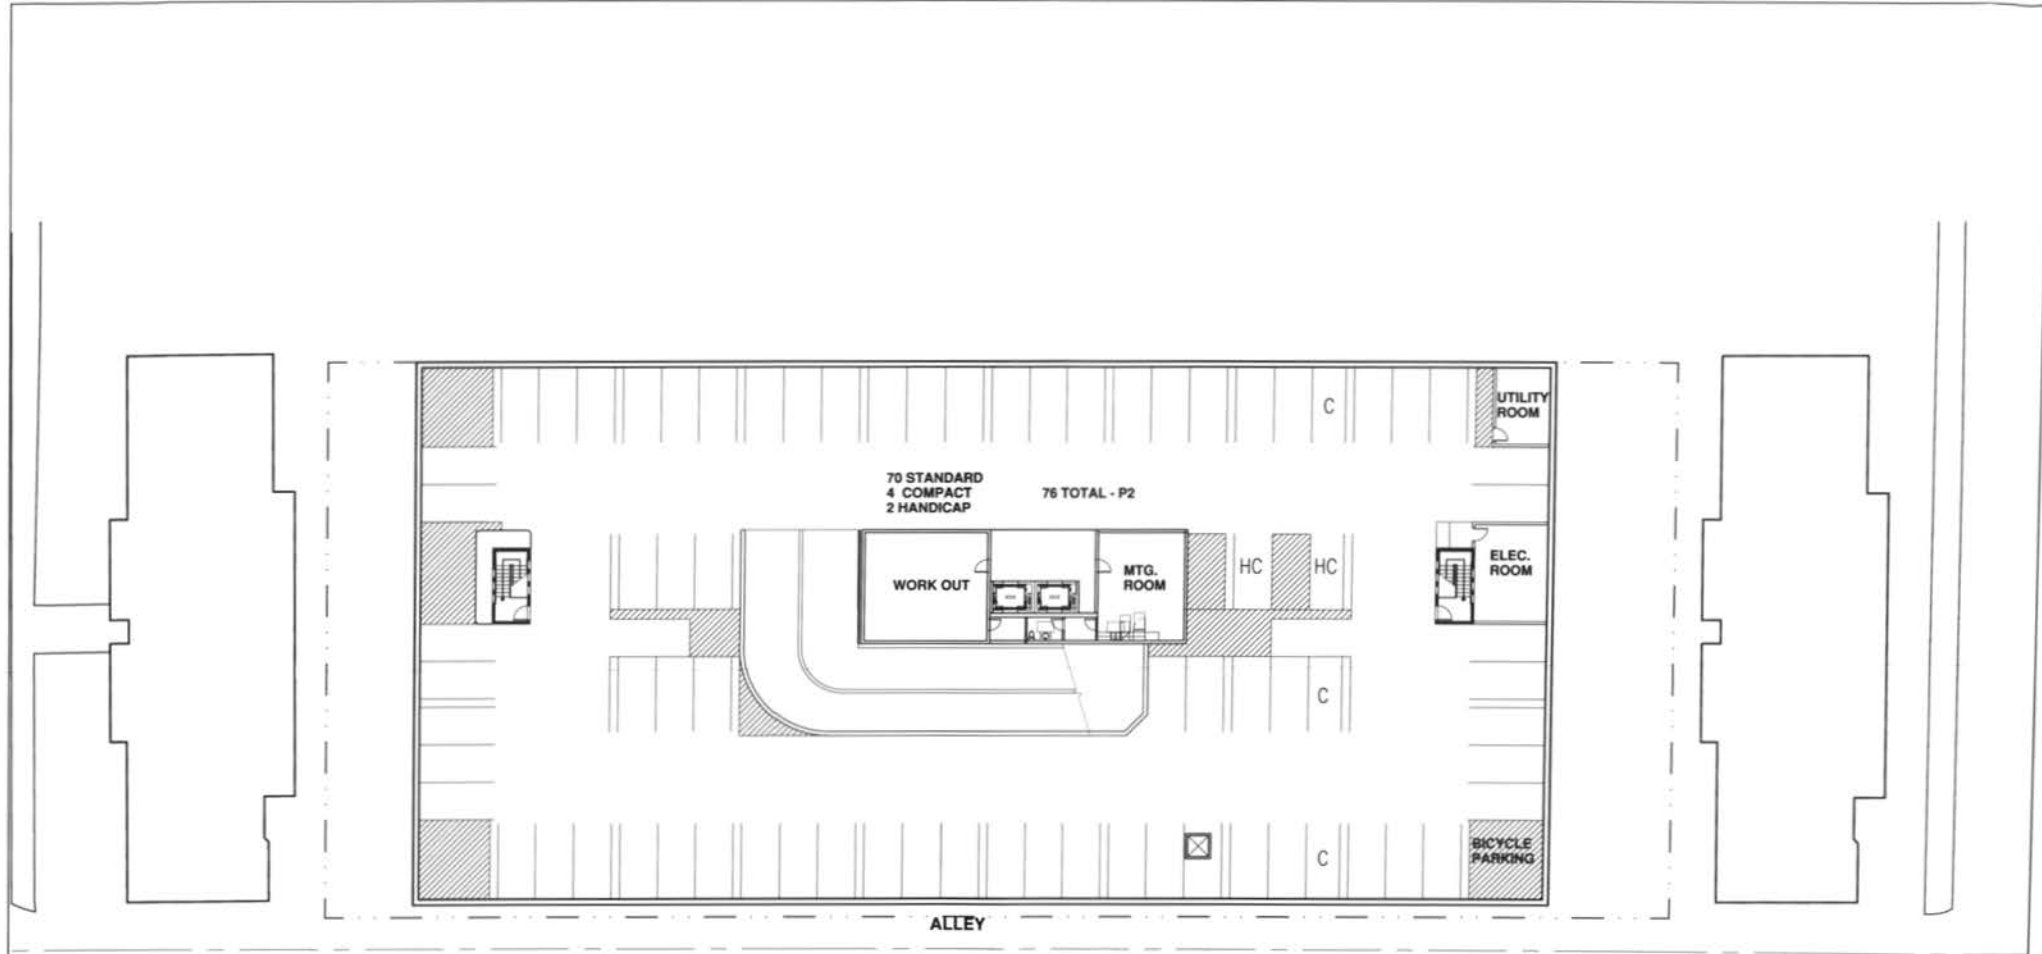 C
UTILITY
ROOM
70 STANDARD
4 COMPACT
2 HANDICAP
76 TOTAL - P2
WORK OUT
MTG.
ROOM
HC
HC
ELEC.
ROOM
C
C
BICYCLE
PARKING
ALLEY